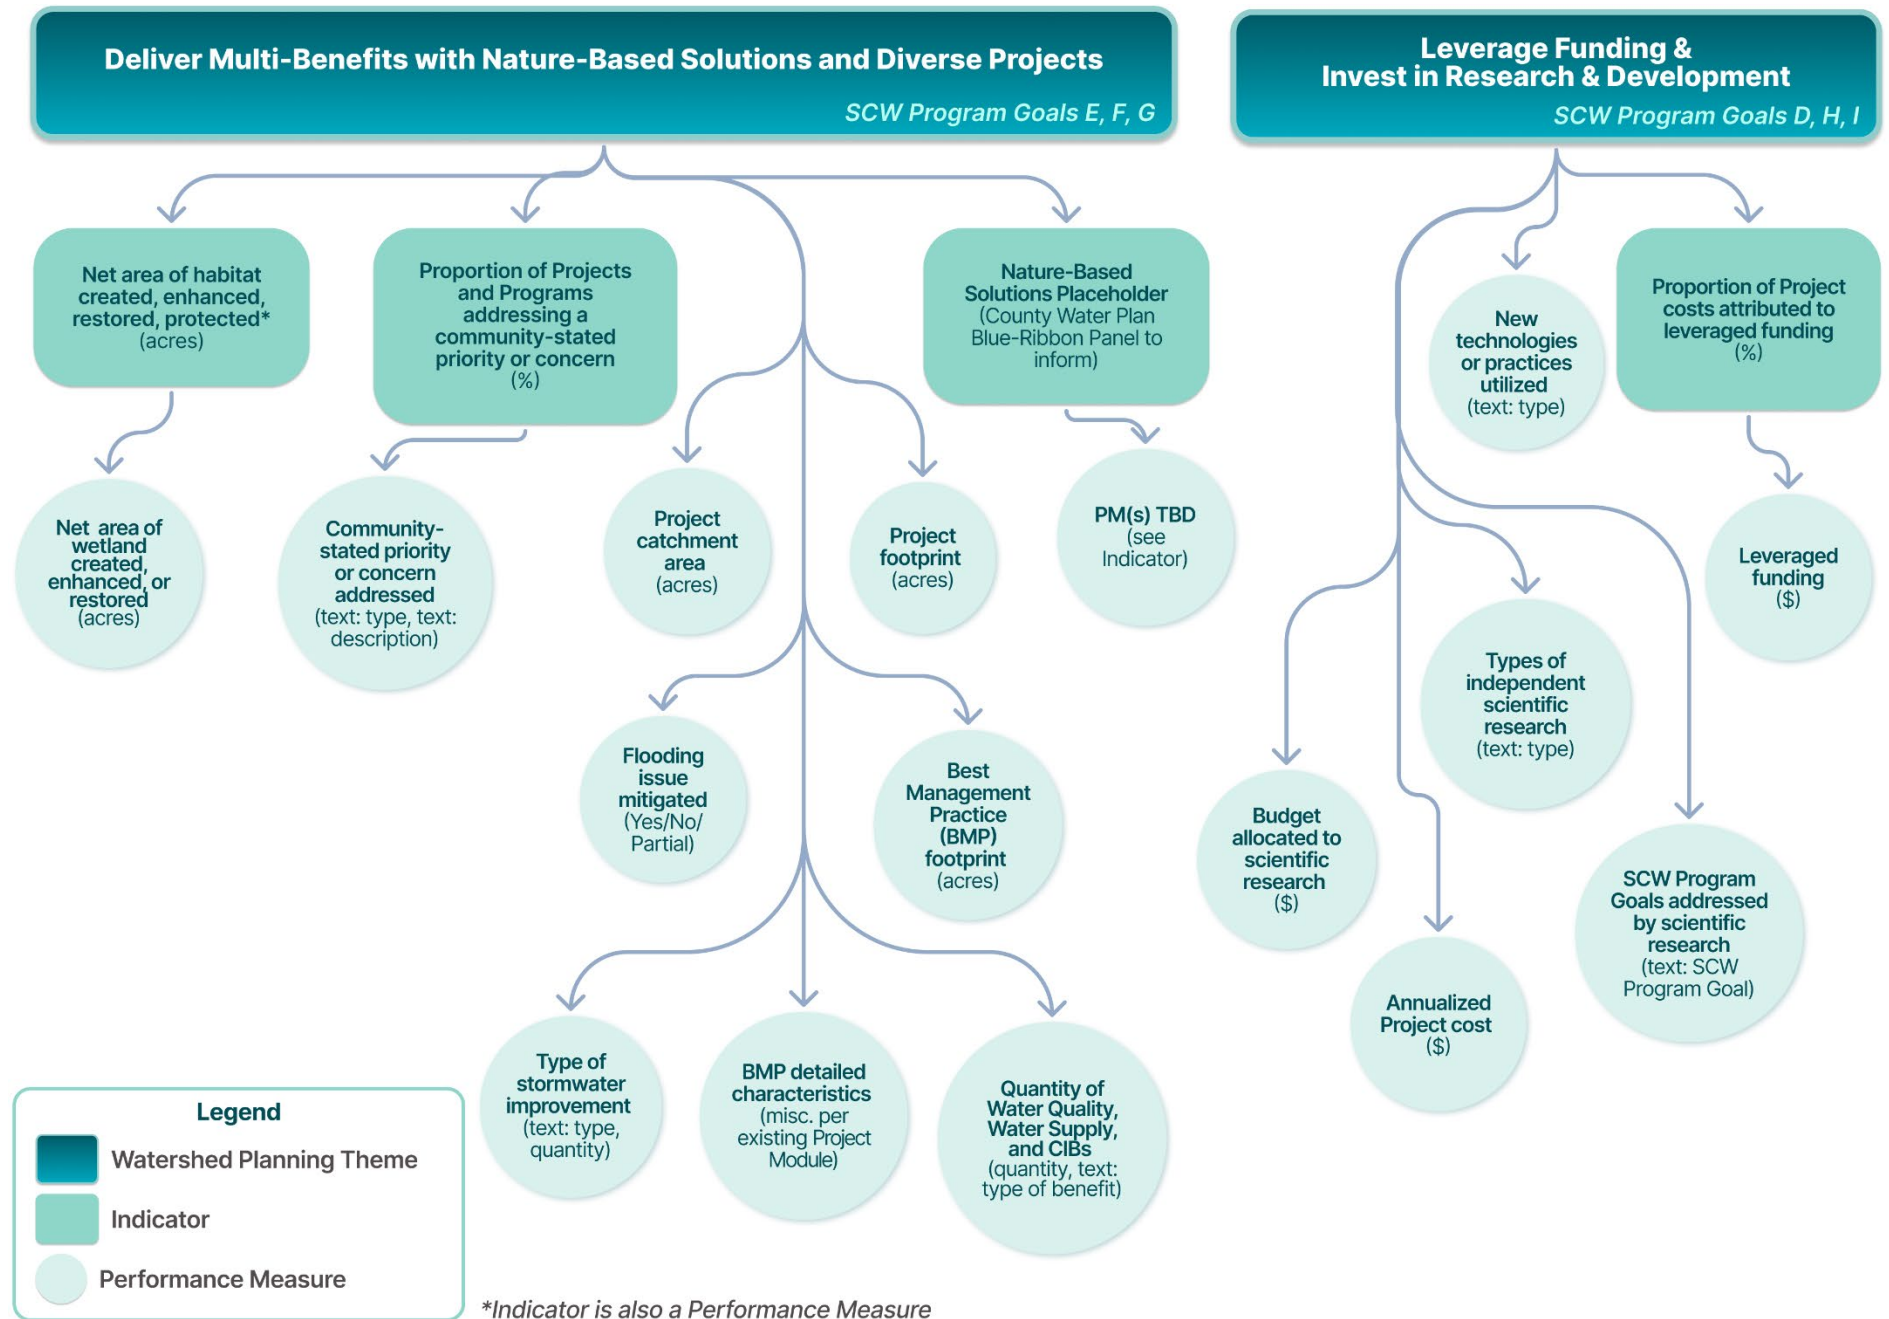 Deliver Multi-Benefits with Nature-Based Solutions and Diverse Projects
SCW Program Goals E, F, G
Leverage Funding &
Invest in Research & Development
SCW Program Goals D, H, I
Net area of habitat
created, enhanced,
restored, protected*
(acres)
Proportion of Projects
and Programs
addressing a
community-stated
priority or concern
(%)
Nature-Based
Solutions Placeholder
(County Water Plan
Blue-Ribbon Panel to
inform)
New
technologies
or practices
utilized
(text: type)
Proportion of Project
costs attributed to
leveraged funding
(%)
Net area of
wetland
created,
enhanced, or
restored
(acres)
Community-
stated priority
or concern
addressed
(text: type, text:
description)
Project
catchment
area
(acres)
Project
footprint
(acres)
PM(s) TBD
(see
Indicator)
Leveraged
funding
($)
Flooding
issue
mitigated
(Yes/No/
Partial)
Best
Management
Practice
(BMP)
footprint
(acres)
Types of
independent
scientific
research
(text: type)
Budget
allocated to
scientific
research
($)
SCW Program
Goals addressed
by scientific
research
(text: SCW
Program Goal)
Annualized
Project cost
($)
Type of
stormwater
improvement
(text: type,
quantity)
BMP detailed
characteristics
(misc. per
existing Project
Module)
Quantity of
Water Quality,
Water Supply,
and CIBs
(quantity, text:
type of benefit)
Legend
Watershed Planning Theme
Indicator
Performance Measure
*Indicator is also a Performance Measure